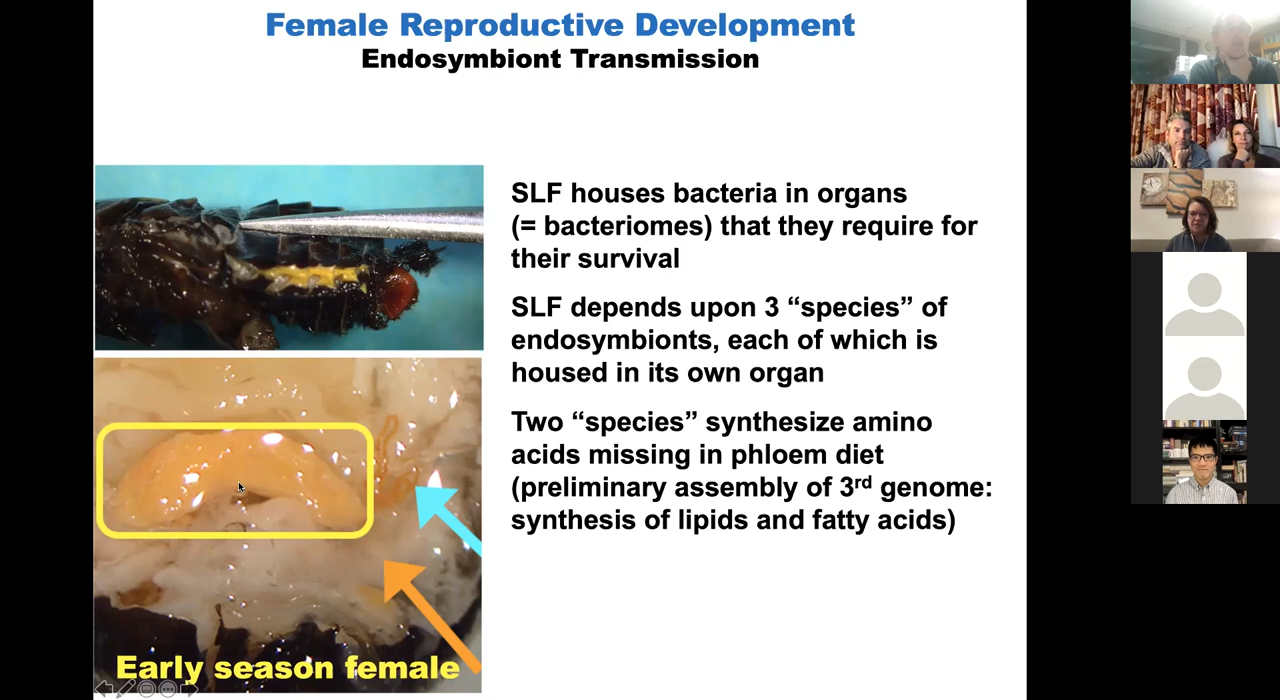 Female Reproductive Development
Endosymbiont Transmission
SLF houses bacteria in organs
(= bacteriomes) that they require for
their survival
SLF depends upon 3 “species” of
endosymbionts, each of which is
housed in its own organ
Two “species” synthesize amino
acids missing in phloem diet
(preliminary assembly of 3rd genome:
synthesis of lipids and fatty acids)
Early season female